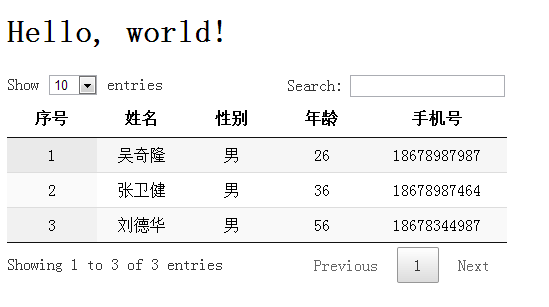 Hello, world!
Show 10 entries Search:
序号 姓名 性别 年龄 手机号
1 吴奇隆 男 26 18678987987
2 张卫健 男 36 18678987464
3 刘德华 男 56 18678344987
Showing 1 to 3 of 3 entries Previous 1 Next